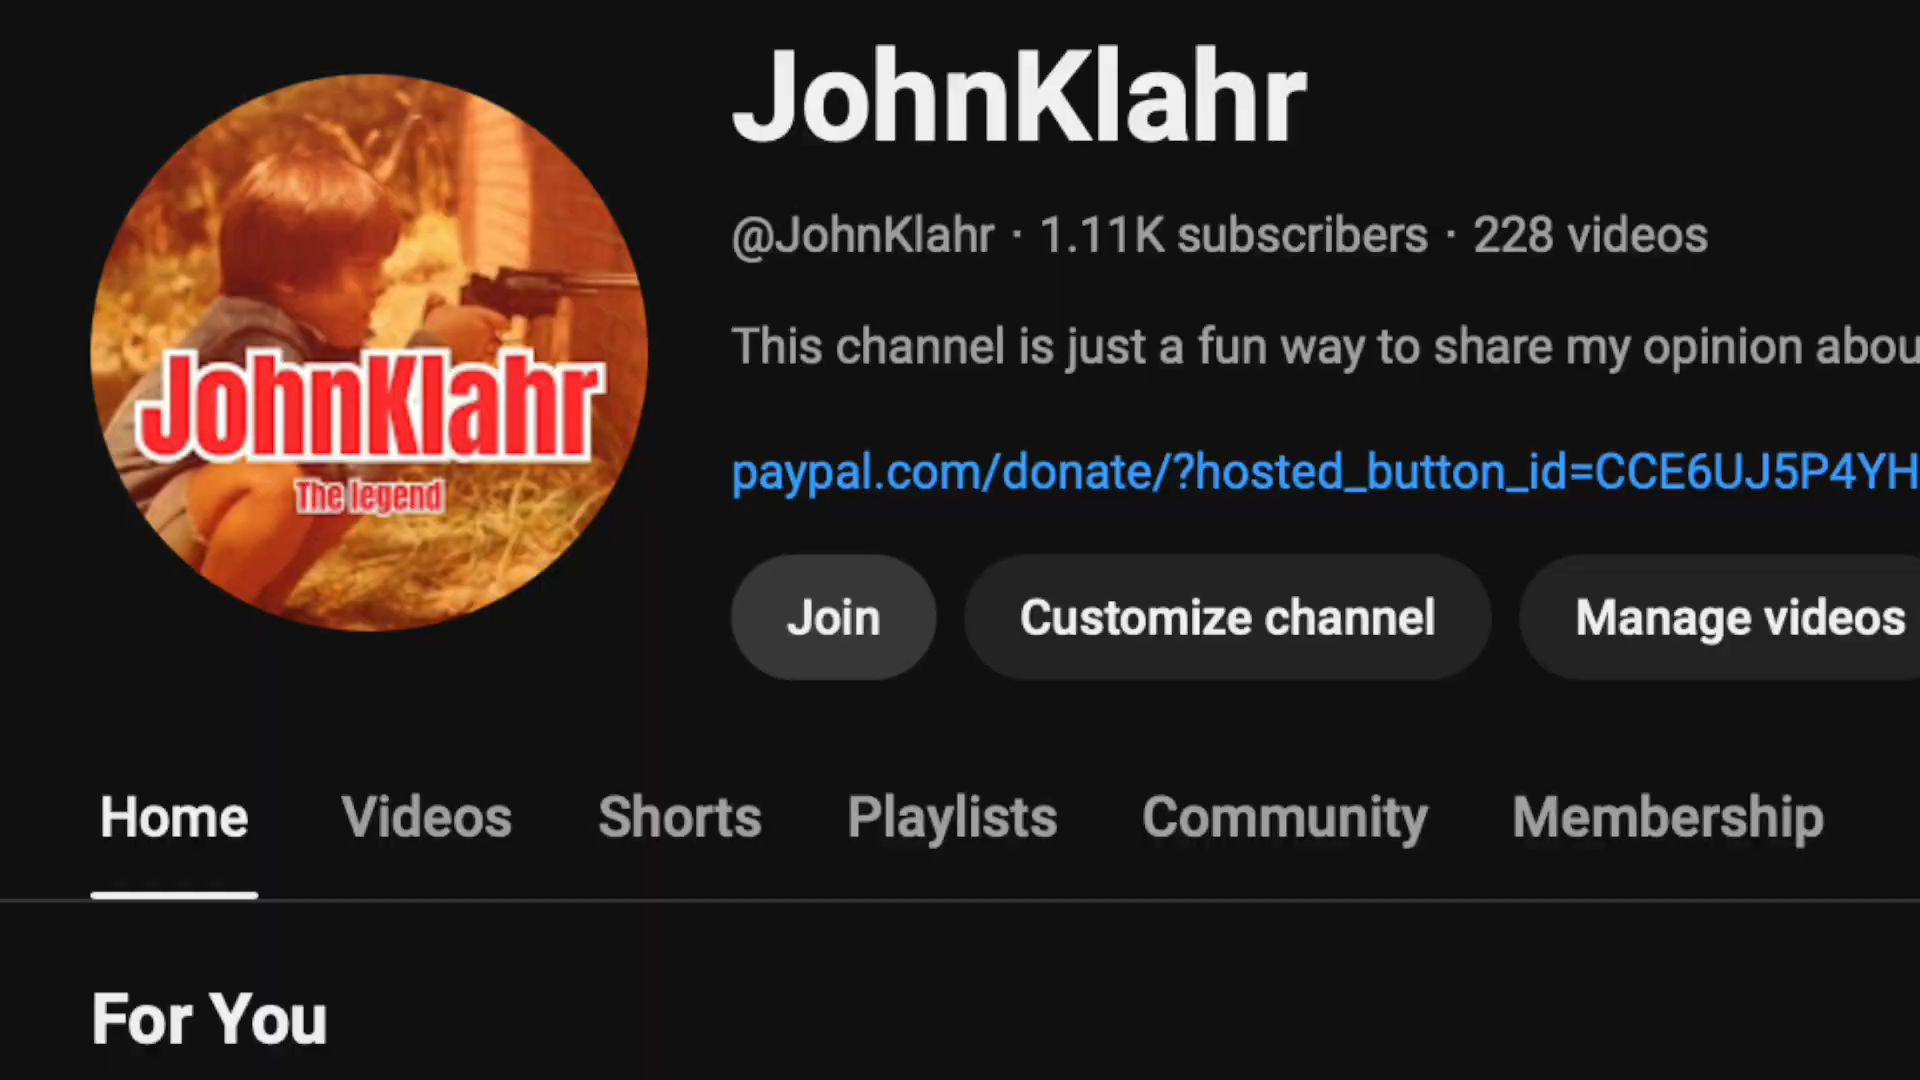 JohnKlahr
@JohnKlahr · 1.11K subscribers · 228 videos
This channel is just a fun way to share my opinion abou
paypal.com/donate/?hosted_button_id=CCE6UJ5P4YH
Join Customize channel Manage videos
Home Videos Shorts Playlists Community Membership
For You
JohnKlahr
The legend